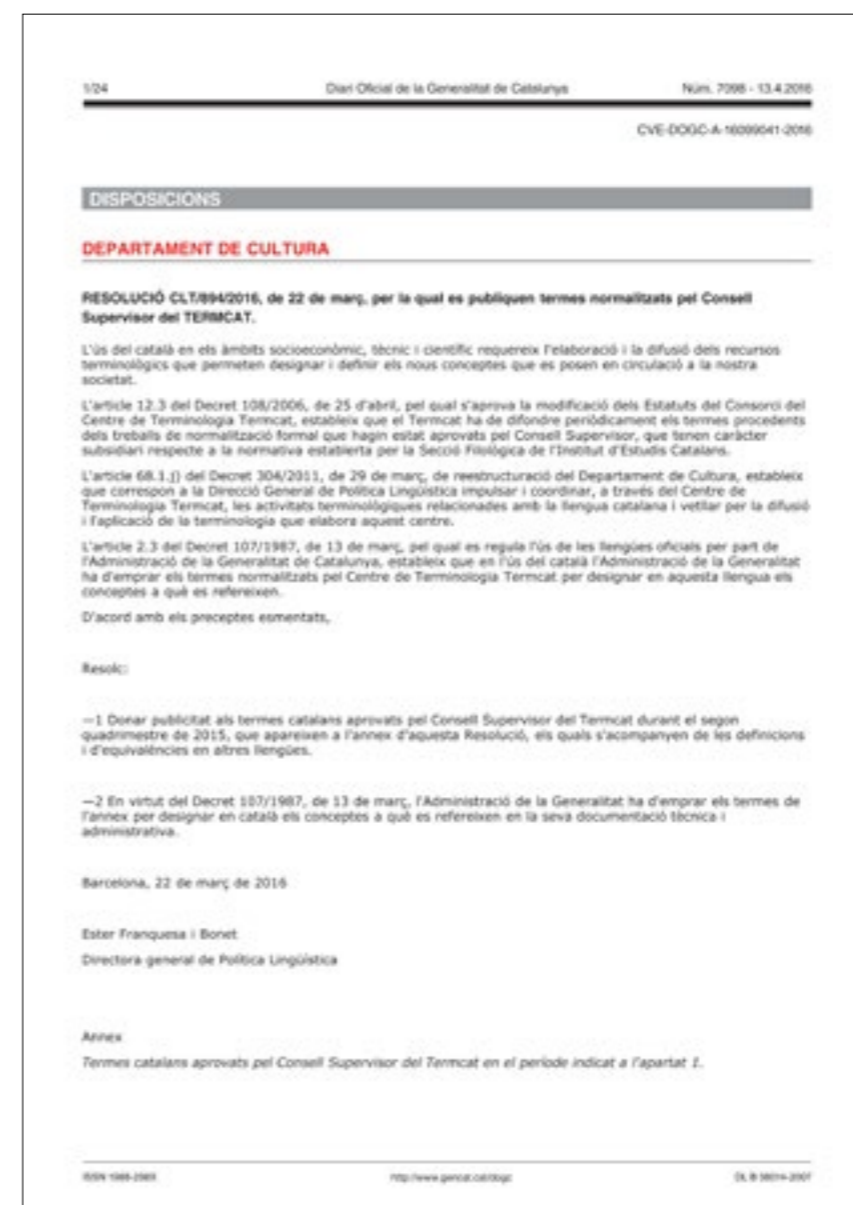 1/24 Diari Oficial de la Generalitat de Catalunya Núm. 7098 - 13.4.2016
CVE-DOGC-A-16099041-2016
DISPOSICIONS
DEPARTAMENT DE CULTURA
RESOLUCIÓ CLT/894/2016, de 22 de març, per la qual es publiquen termes normalitzats pel Consell
Supervisor del TERMCAT.
L'ús del català en els àmbits socioeconòmic, tècnic i científic requereix l'elaboració i la difusió dels recursos
terminològics que permeten designar i definir els nous conceptes que es posen en circulació a la nostra
societat.
L'article 12.3 del Decret 108/2006, de 25 d'abril, pel qual s'aprova la modificació dels Estatuts del Consorci del
Centre de Terminologia Termcat, estableix que el Termcat ha de difondre periòdicament els termes procedents
dels treballs de normalització formal que hagin estat aprovats pel Consell Supervisor, que tenen caràcter
subsidiari respecte a la normativa establerta per la Secció Filològica de l'Institut d'Estudis Catalans.
L'article 68.1.j) del Decret 304/2011, de 29 de març, de reestructuració del Departament de Cultura, estableix
que correspon a la Direcció General de Política Lingüística impulsar i coordinar, a través del Centre de
Terminologia Termcat, les activitats terminològiques relacionades amb la llengua catalana i vetllar per la difusió
i l'aplicació de la terminologia que elabora aquest centre.
L'article 2.3 del Decret 107/1987, de 13 de març, pel qual es regula l'ús de les llengües oficials per part de
l'Administració de la Generalitat de Catalunya, estableix que en l'ús del català l'Administració de la Generalitat
ha d'emprar els termes normalitzats pel Centre de Terminologia Termcat per designar en aquesta llengua els
conceptes a què es refereixen.
D'acord amb els preceptes esmentats,
Resolc:
—1 Donar publicitat als termes catalans aprovats pel Consell Supervisor del Termcat durant el segon
quadrimestre de 2015, que apareixen a l'annex d'aquesta Resolució, els quals s'acompanyen de les definicions
i d'equivalències en altres llengües.
—2 En virtut del Decret 107/1987, de 13 de març, l'Administració de la Generalitat ha d'emprar els termes de
l'annex per designar en català els conceptes a què es refereixen en la seva documentació tècnica i
administrativa.
Barcelona, 22 de març de 2016
Ester Franquesa i Bonet
Directora general de Política Lingüística
Annex
Termes catalans aprovats pel Consell Supervisor del Termcat en el període indicat a l'apartat 1.
ISSN 1988-298X http://www.gencat.cat/dogc DL B 38014-2007